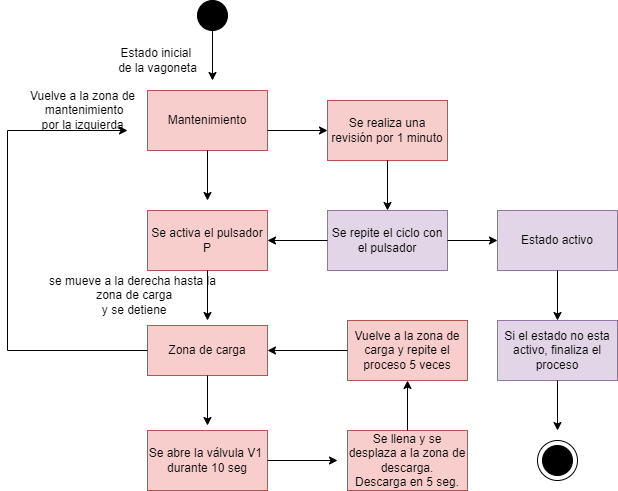 Estado inicial
de la vagoneta
Vuelve a la zona de
mantenimiento
por la izquierda
Mantenimiento
Se realiza una
revisión por 1 minuto
Se activa el pulsador
P
Se repite el ciclo con
el pulsador
Estado activo
se mueve a la derecha hasta la
zona de carga
y se detiene
Zona de carga
Vuelve a la zona de
carga y repite el
proceso 5 veces
Si el estado no esta
activo, finaliza el
proceso
Se abre la válvula V1
durante 10 seg
Se llena y se
desplaza a la zona de
descarga.
Descarga en 5 seg.